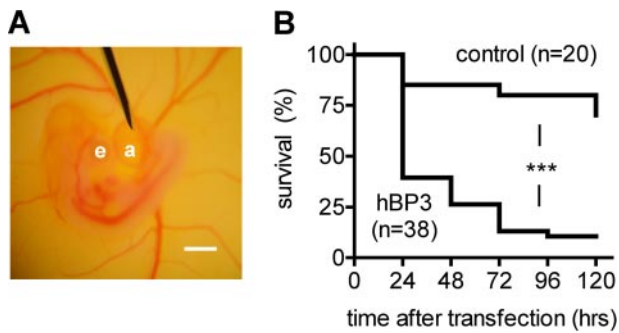 A
e a
B
100
75
50
25
0
survival (%)
control (n=20)
***
hBP3
(n=38)
0 24 48 72 96 120
time after transfection (hrs)